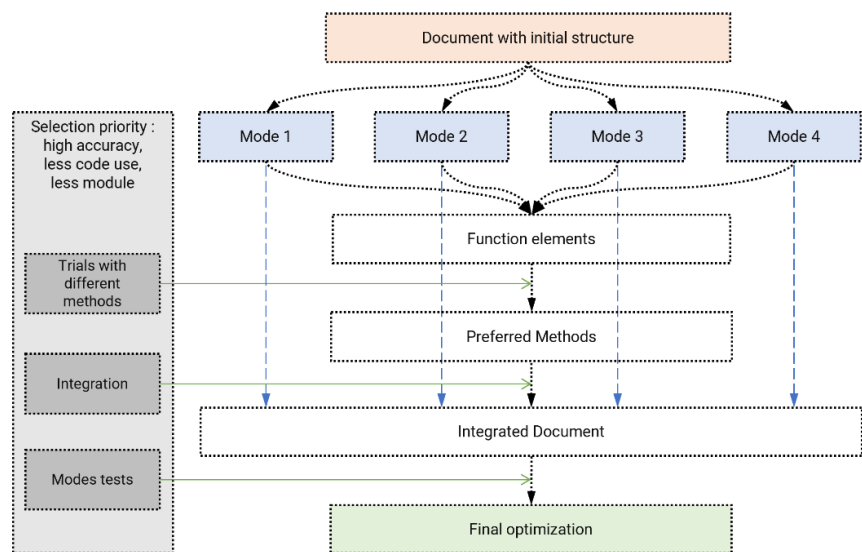 Document with initial structure
Selection priority :
high accuracy,
less code use,
less module
Mode 1
Mode 2
Mode 3
Mode 4
Function elements
Trials with
different
methods
Preferred Methods
Integration
Integrated Document
Modes tests
Final optimization